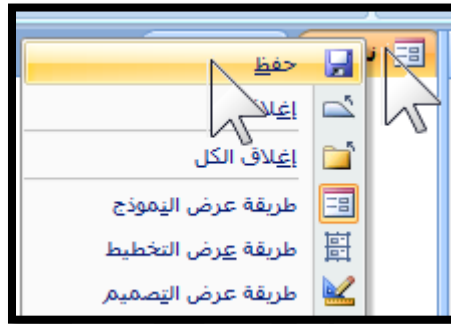 حفظ
إغلاق الكل
طريقة عرض النموذج
طريقة عرض التخطيط
طريقة عرض التصميم